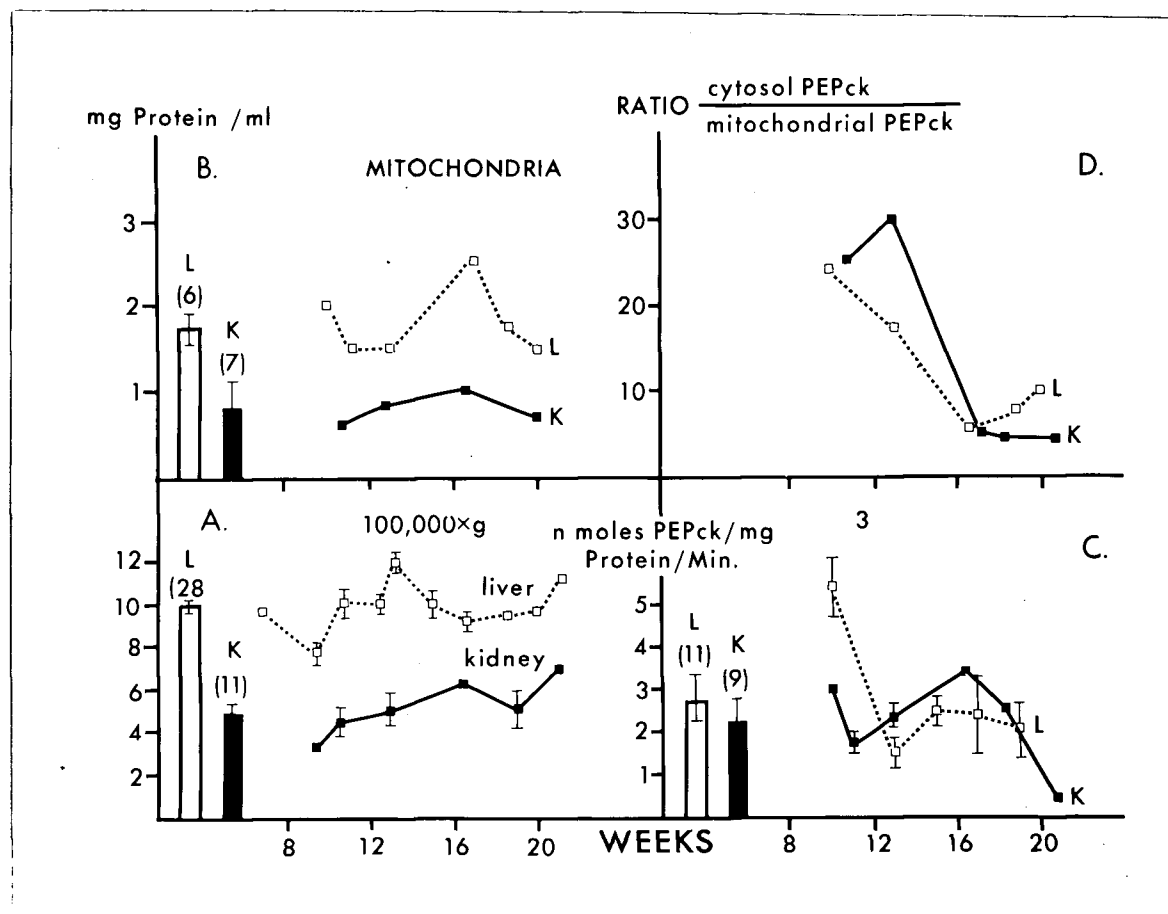 mg Protein /ml
B.
MITOCHONDRIA
3
2
1
L
(6)
K
(7)
L
K
RATIO cytosol PEPck
mitochondrial PEPck
D.
30
20
10
L
K
A.
100,000×g
12
10
8
6
4
2
L
(28
K
(11)
liver
kidney
8 12 16 20
n moles PEPck/mg
Protein/Min.
3
C.
5
4
3
2
1
L
(11)
K
(9)
L
K
WEEKS
8 12 16 20